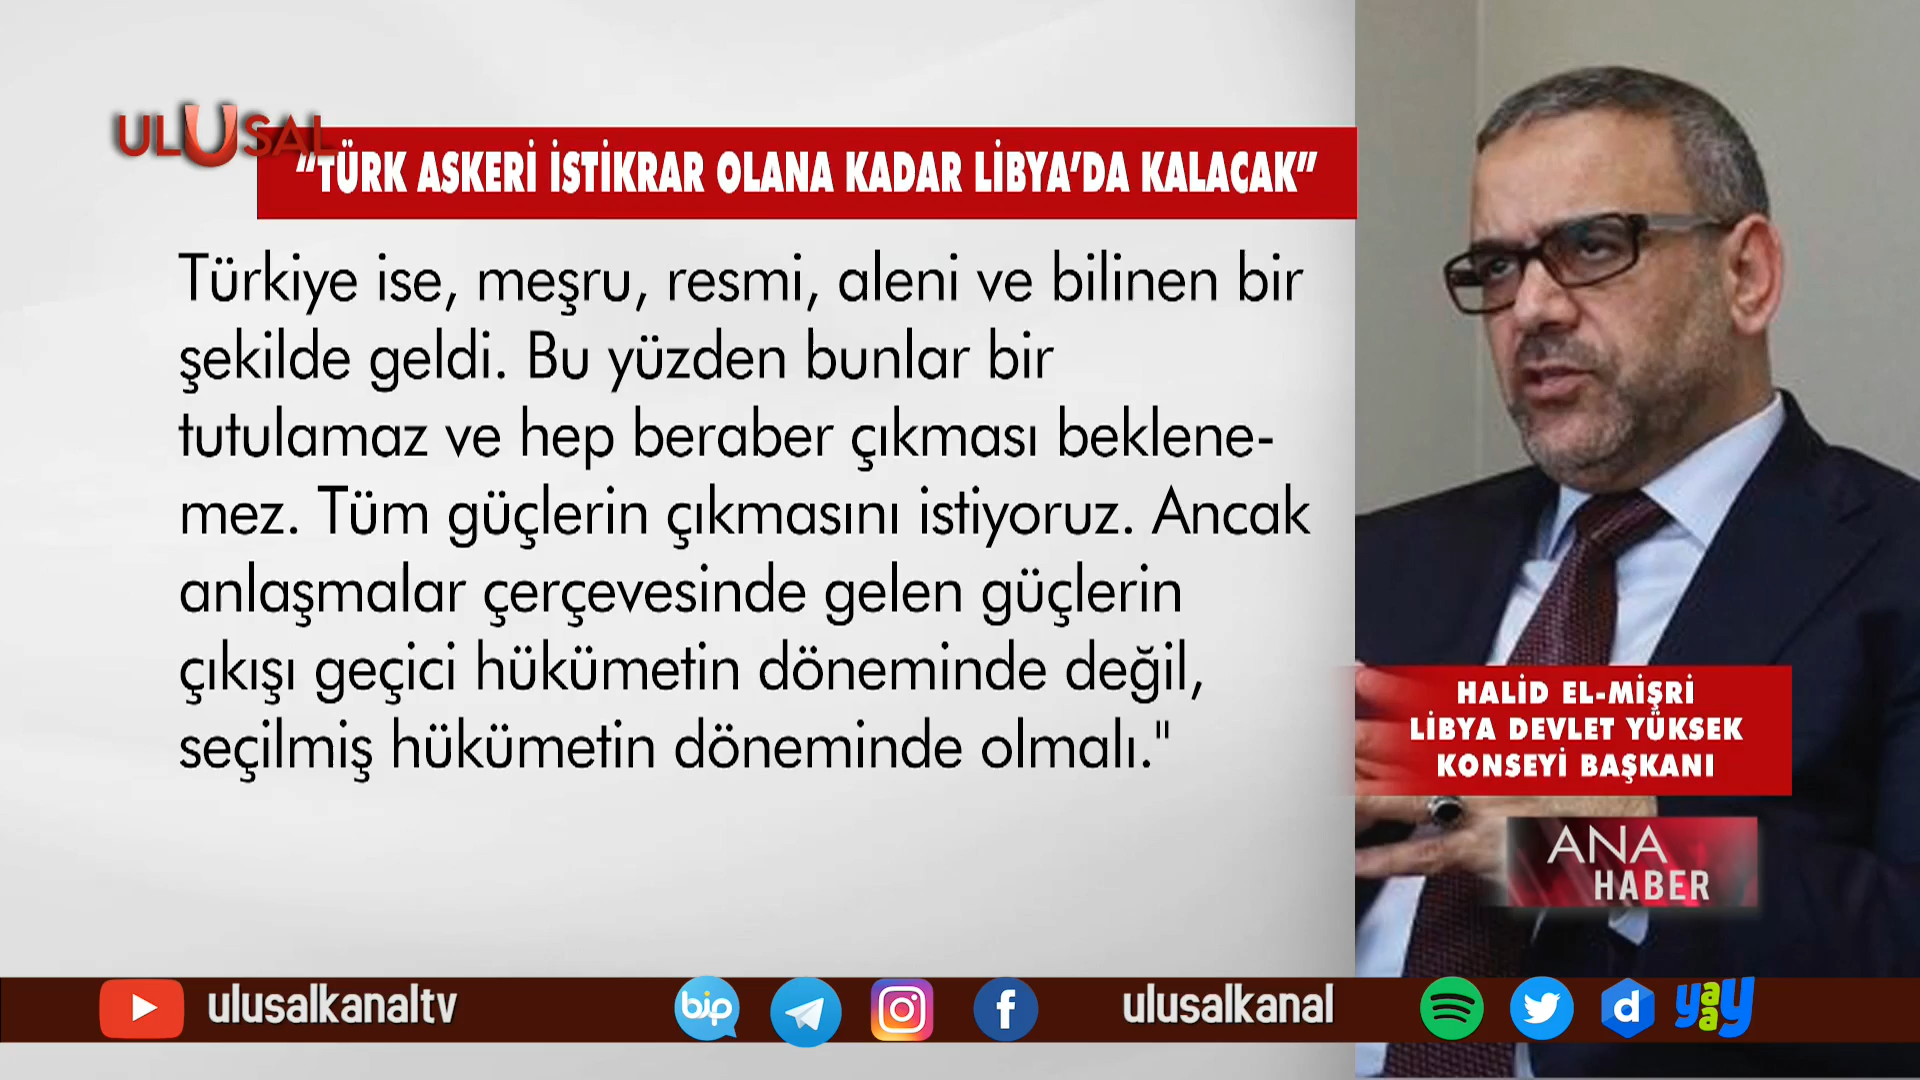 ULUSAL
“TÜRK ASKERİ İSTİKRAR OLANA KADAR LİBYA’DA KALACAK”
Türkiye ise, meşru, resmi, aleni ve bilinen bir
şekilde geldi. Bu yüzden bunlar bir
tutulamaz ve hep beraber çıkması beklene-
mez. Tüm güçlerin çıkmasını istiyoruz. Ancak
anlaşmalar çerçevesinde gelen güçlerin
çıkışı geçici hükümetin döneminde değil,
seçilmiş hükümetin döneminde olmalı."
HALİD EL-MİŞRİ
LİBYA DEVLET YÜKSEK
KONSEYİ BAŞKANI
ANA
HABER
ulusalkanaltv
bip
ulusalkanal
d
yaay